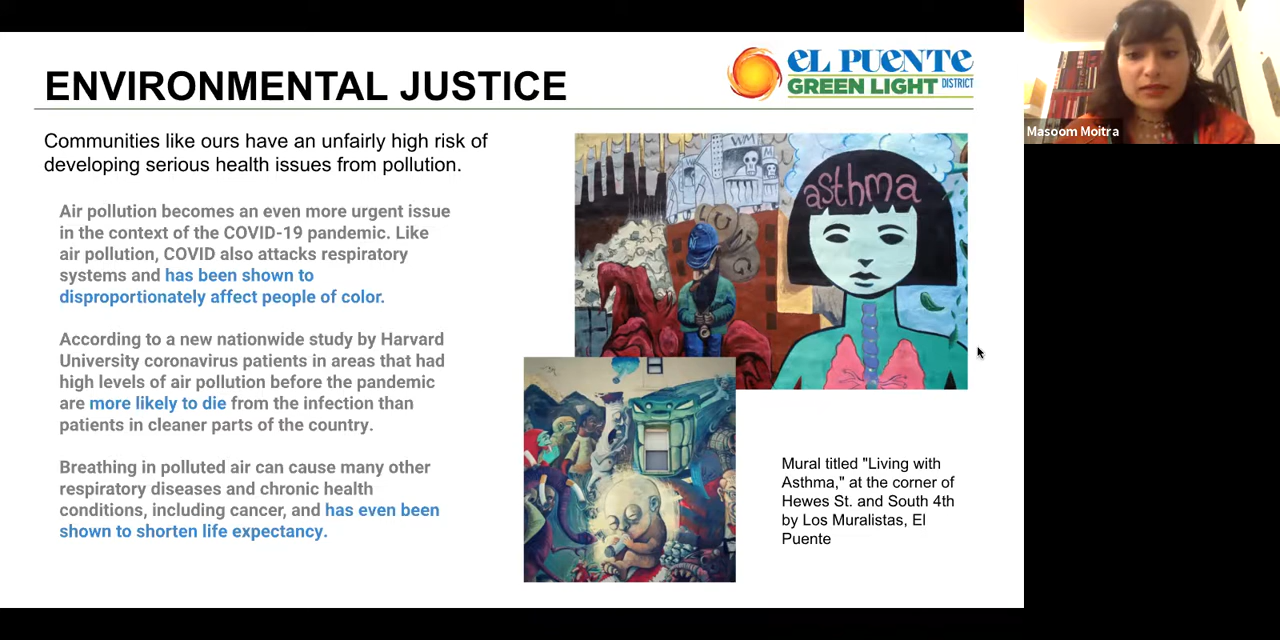 ENVIRONMENTAL JUSTICE
EL PUENTE
GREEN LIGHT DISTRICT
Masoom Moitra
Communities like ours have an unfairly high risk of
developing serious health issues from pollution.
Air pollution becomes an even more urgent issue
in the context of the COVID-19 pandemic. Like
air pollution, COVID also attacks respiratory
systems and has been shown to
disproportionately affect people of color.
According to a new nationwide study by Harvard
University coronavirus patients in areas that had
high levels of air pollution before the pandemic
are more likely to die from the infection than
patients in cleaner parts of the country.
Breathing in polluted air can cause many other
respiratory diseases and chronic health
conditions, including cancer, and has even been
shown to shorten life expectancy.
WM
asthma
LUNG
Mural titled "Living with
Asthma," at the corner of
Hewes St. and South 4th
by Los Muralistas, El
Puente